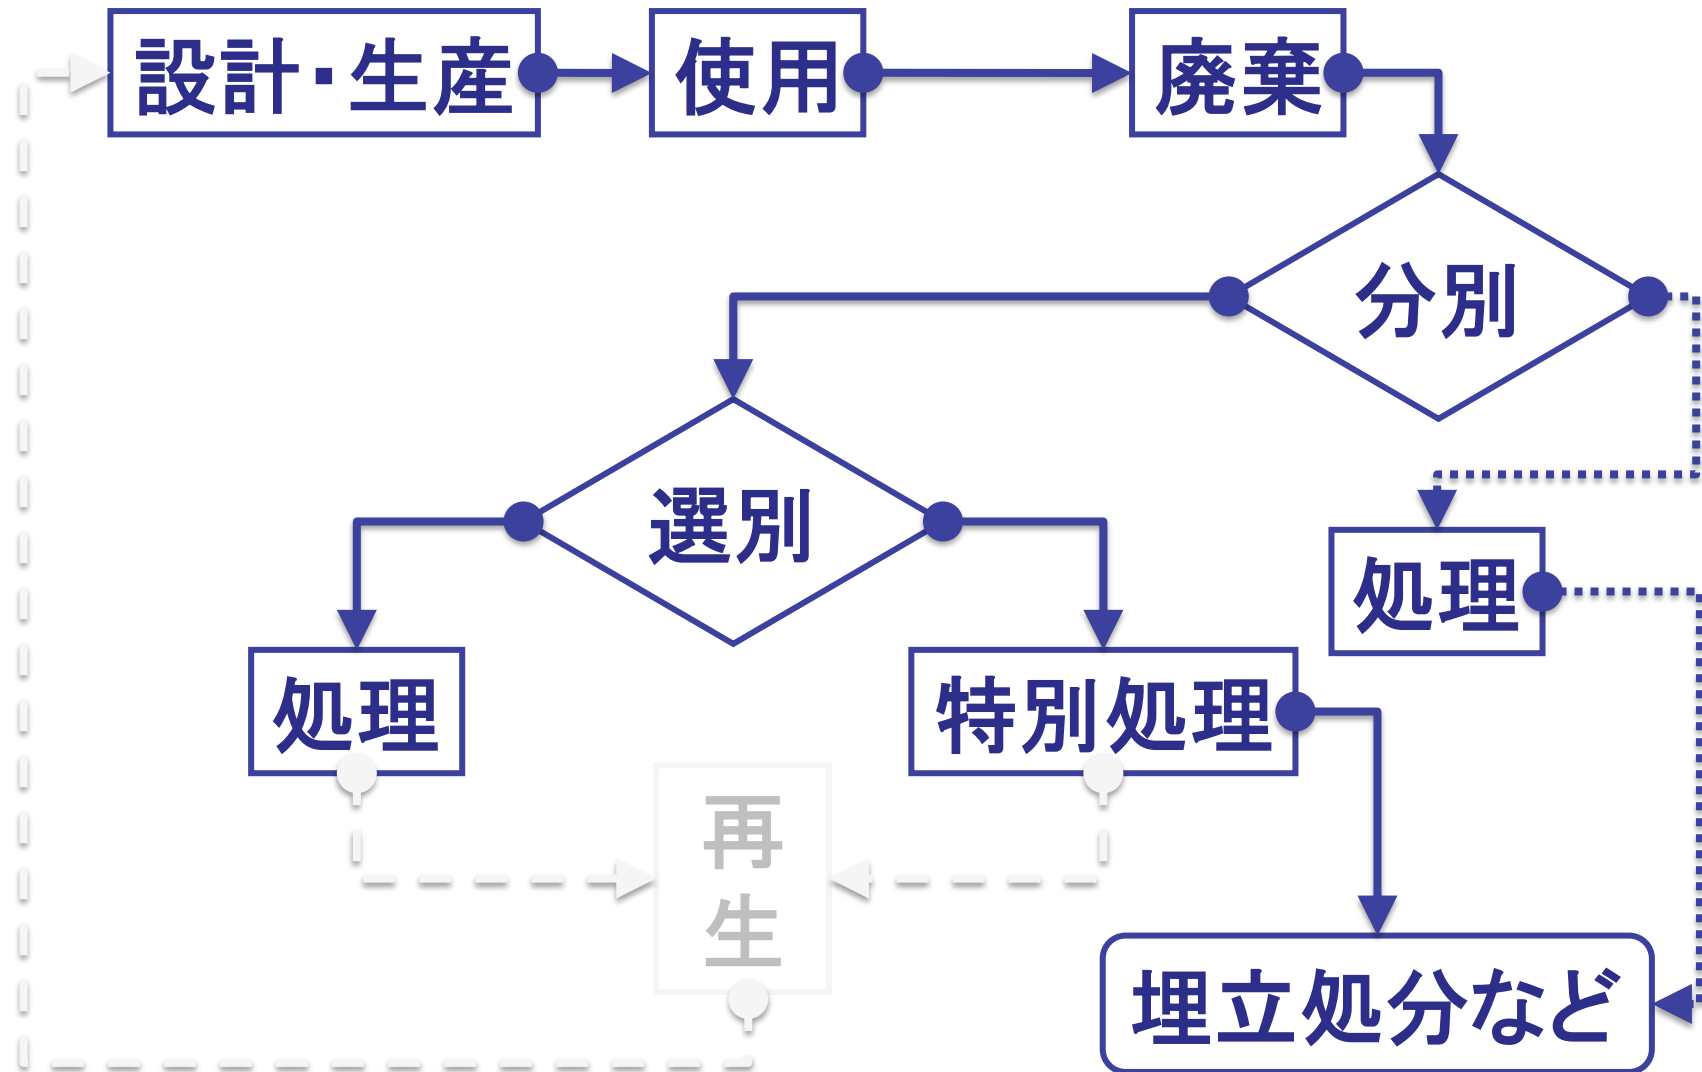 設計・生産
使用
廃棄
分別
選別
処理
処理
特別処理
再
生
埋立処分など